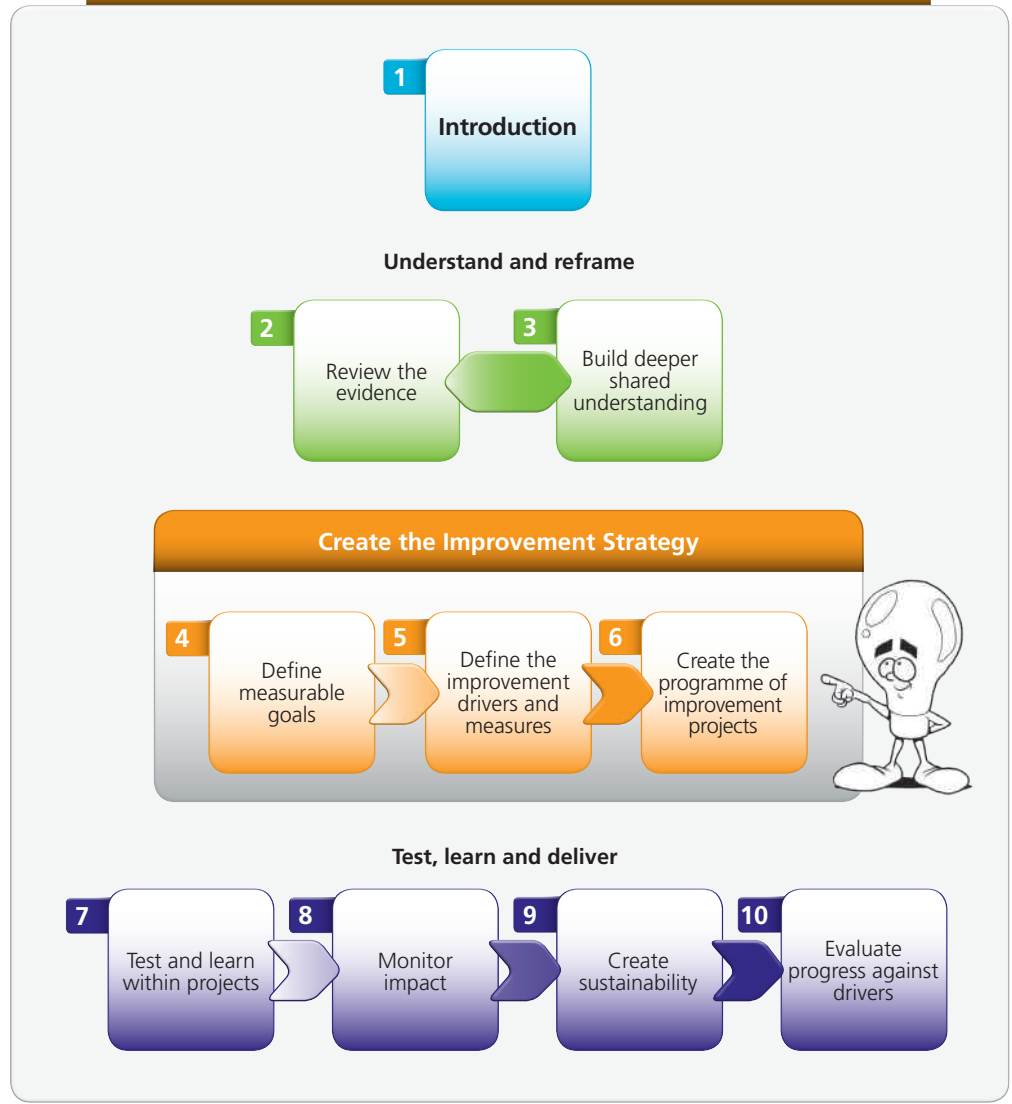 1
Introduction
Understand and reframe
2
Review the
evidence
3
Build deeper
shared
understanding
Create the Improvement Strategy
4
Define
measurable
goals
5
Define the
improvement
drivers and
measures
6
Create the
programme of
improvement
projects
Test, learn and deliver
7
Test and learn
within projects
8
Monitor
impact
9
Create
sustainability
10
Evaluate
progress against
drivers